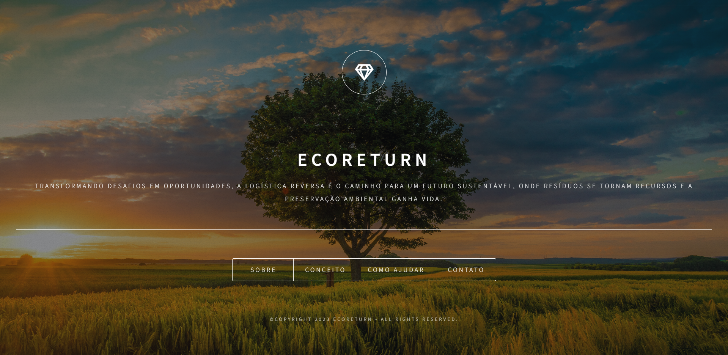 ECORETURN
TRANSFORMANDO DESAFIOS EM OPORTUNIDADES, A LOGÍSTICA REVERSA É O CAMINHO PARA UM FUTURO SUSTENTÁVEL, ONDE RESÍDUOS SE TORNAM RECURSOS E A
PRESERVAÇÃO AMBIENTAL GANHA VIDA.
SOBRE CONCEITO COMO AJUDAR CONTATO
©COPYRIGHT 2023 ECORETURN - ALL RIGHTS RESERVED.